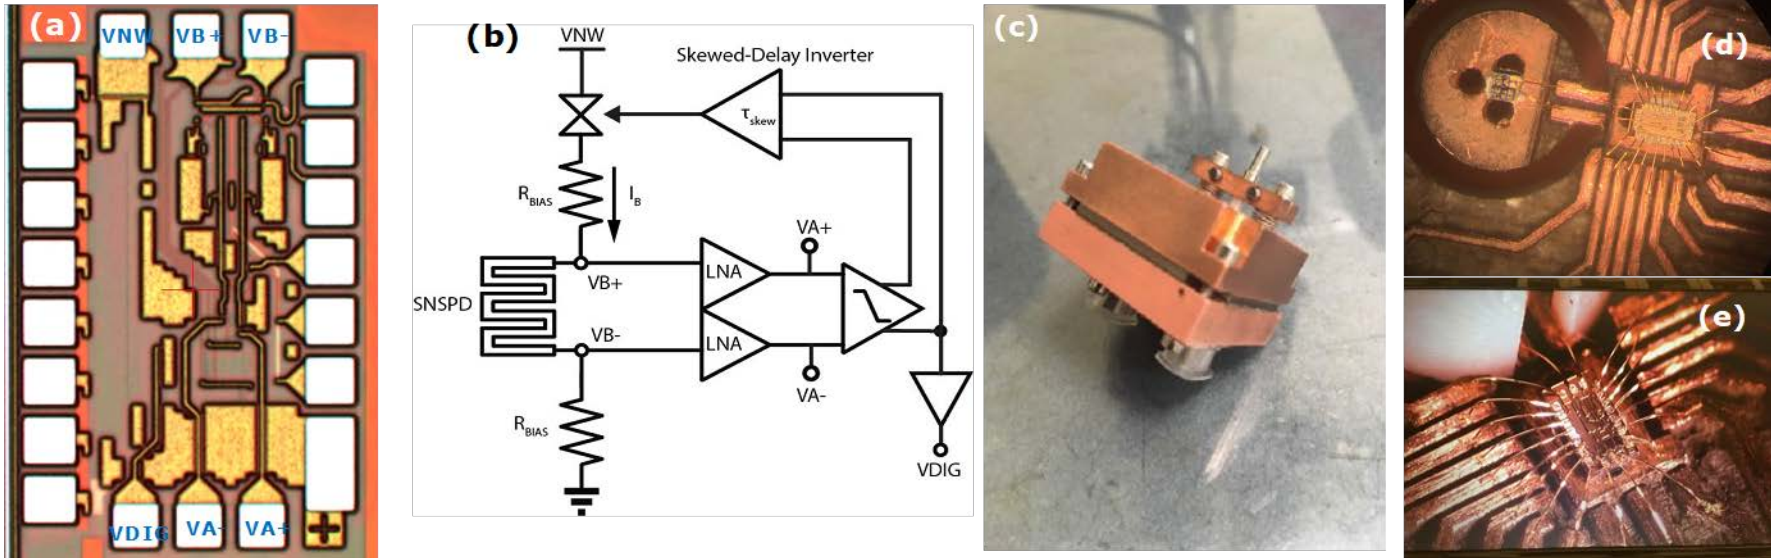 (a)
VNW
VB+
VB-
VDIG
VA-
VA+
(b)
VNW
Skewed-Delay Inverter
τskew
RBIAS
IB
VA+
LNA
VB+
SNSPD
VB-
LNA
VA-
RBIAS
VDIG
(c)
(d)
(e)